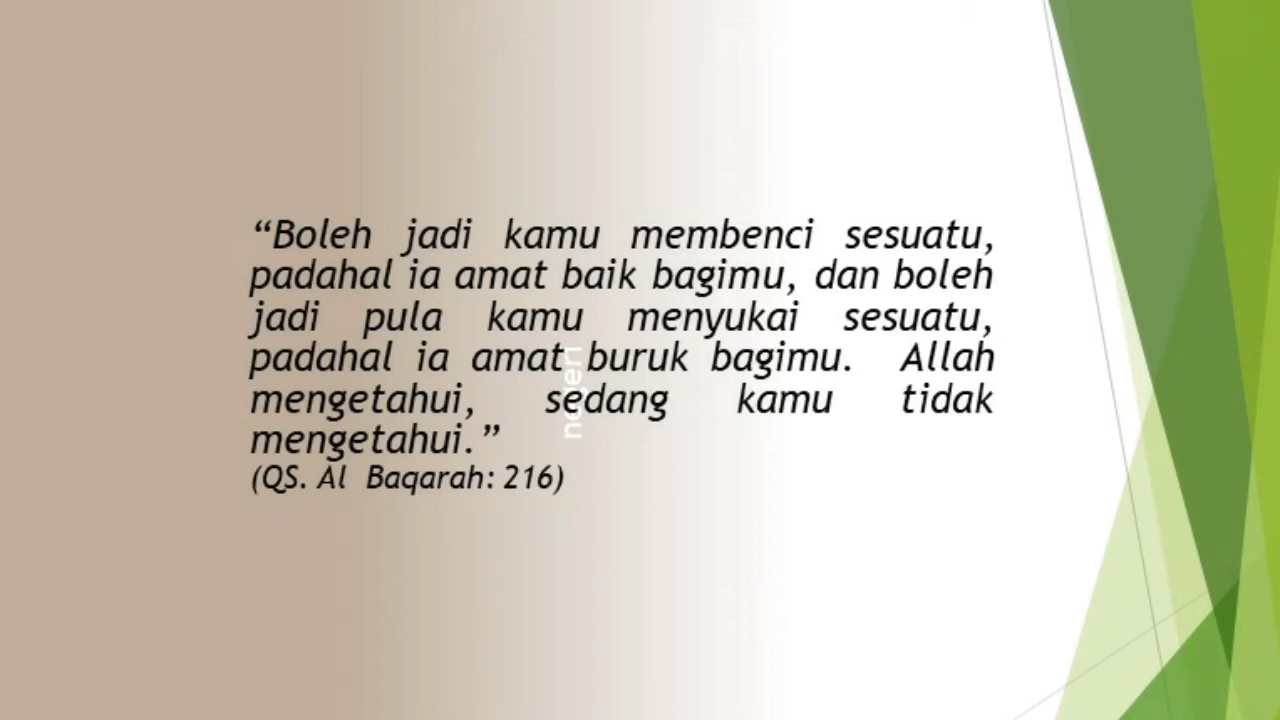 “Boleh jadi kamu membenci sesuatu,
padahal ia amat baik bagimu, dan boleh
jadi pula kamu menyukai sesuatu,
padahal ia amat buruk bagimu. Allah
mengetahui, sedang kamu tidak
mengetahui.”
(QS. Al Baqarah: 216)